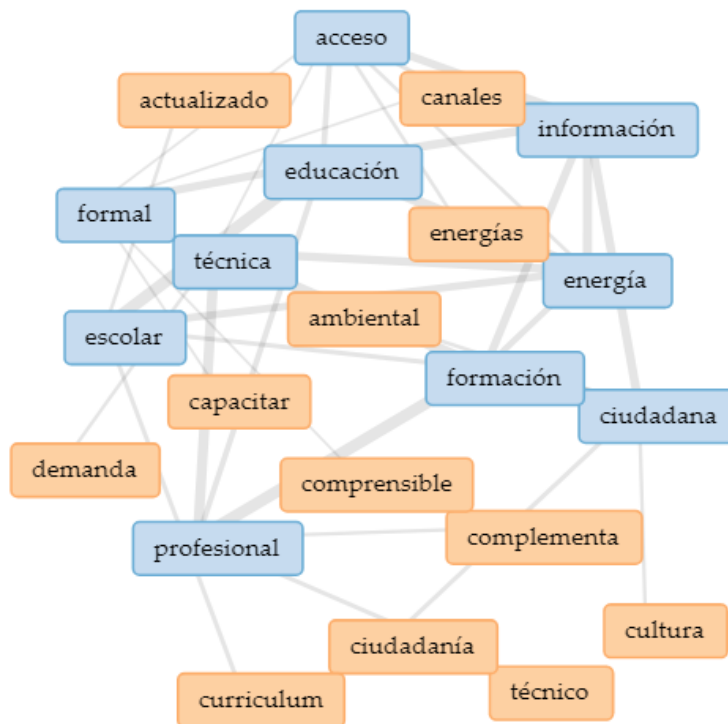 acceso
actualizado
canales
información
educación
formal
energías
técnica
energía
ambiental
escolar
formación
capacitar
ciudadana
demanda
comprensible
complementa
profesional
cultura
ciudadanía
técnico
curriculum